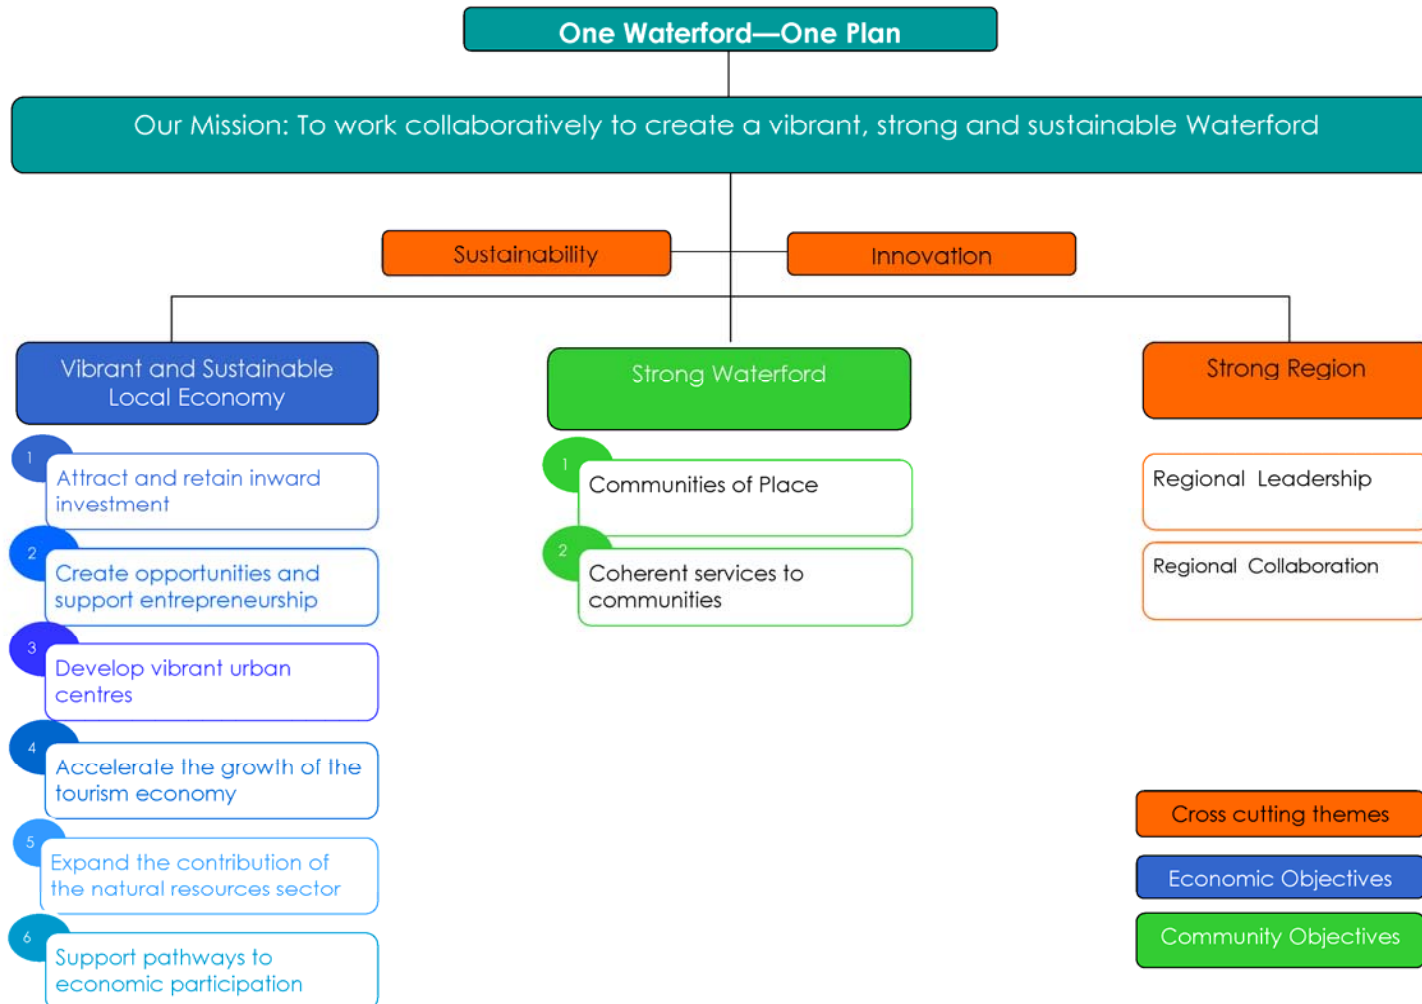 One Waterford—One Plan
Our Mission: To work collaboratively to create a vibrant, strong and sustainable Waterford
Sustainability
Innovation
Vibrant and Sustainable
Local Economy
1
Attract and retain inward
investment
2
Create opportunities and
support entrepreneurship
3
Develop vibrant urban
centres
4
Accelerate the growth of the
tourism economy
5
Expand the contribution of
the natural resources sector
6
Support pathways to
economic participation
Strong Waterford
1
Communities of Place
2
Coherent services to
communities
Strong Region
Regional Leadership
Regional Collaboration
Cross cutting themes
Economic Objectives
Community Objectives